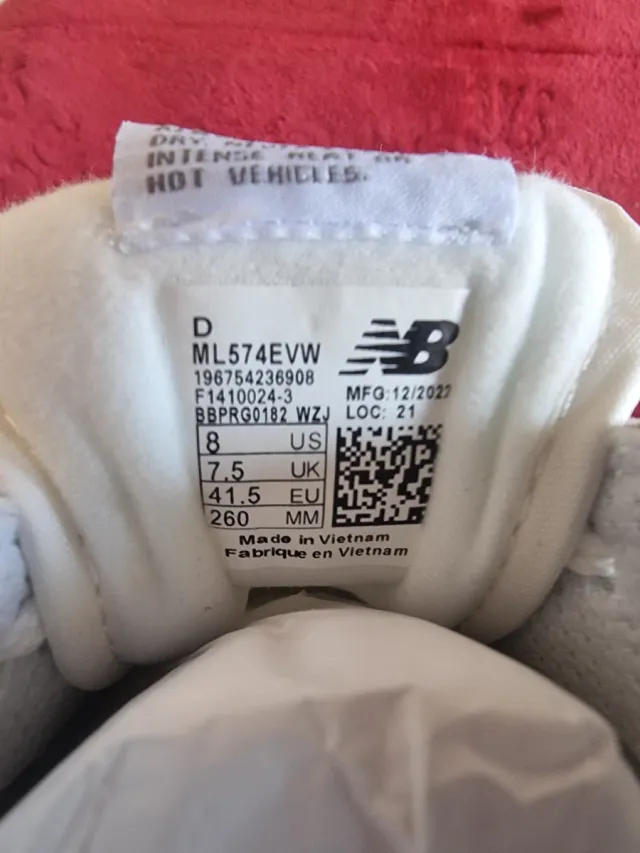 INTENSE HEAT OR
HOT VEHICLES.
D
ML574EVW
196754236908
F1410024-3
BBPRG0182 WZJ
NB
MFG:12/2022
LOC: 21
8 US
7.5 UK
41.5 EU
260 MM
Made in Vietnam
Fabrique en Vietnam